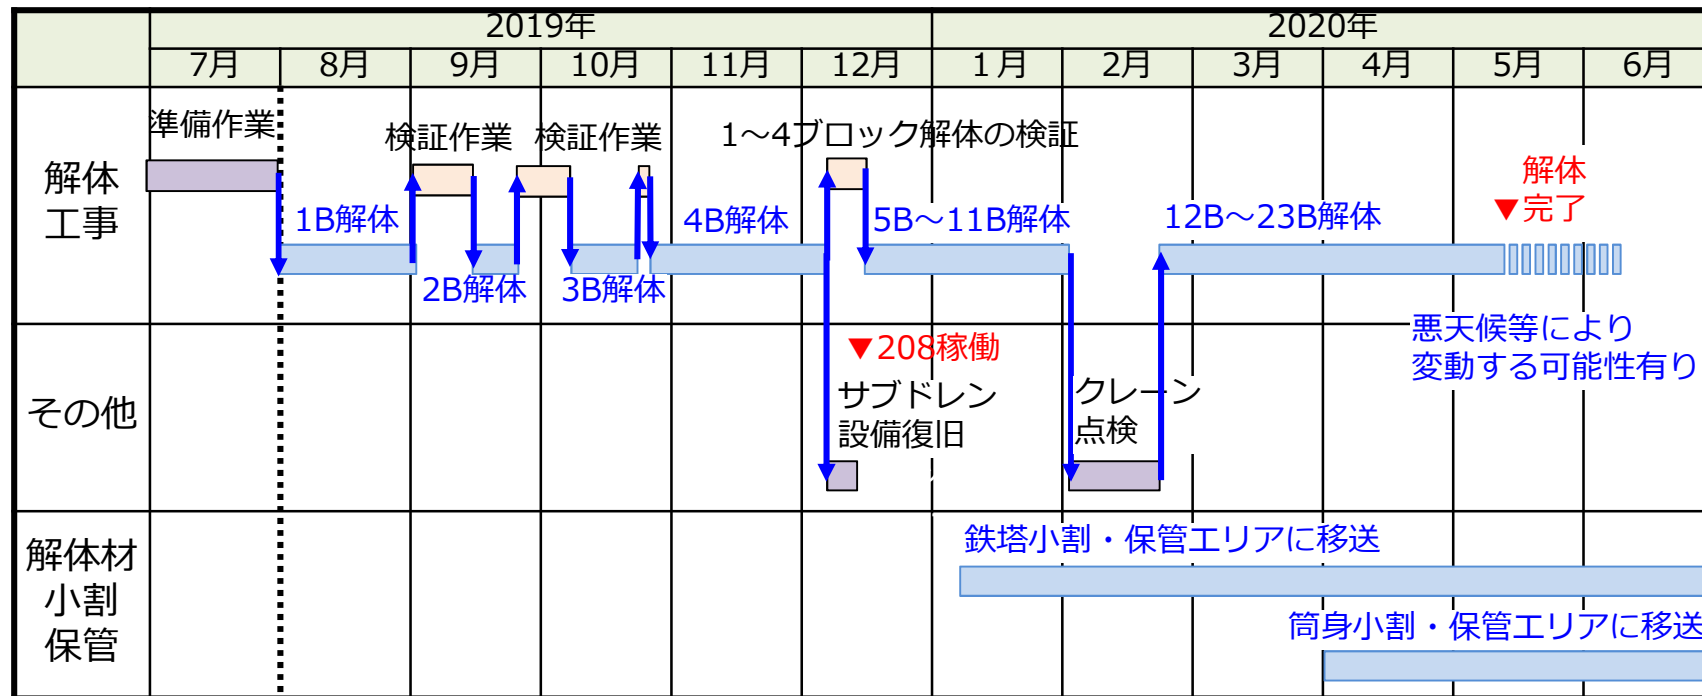 2019年
2020年
7月
8月
9月
10月
11月
12月
1月
2月
3月
4月
5月
6月
解体
工事
準備作業
検証作業
検証作業
1～4ブロック解体の検証
1B解体
2B解体
3B解体
4B解体
5B～11B解体
12B～23B解体
解体
▼完了
悪天候等により
変動する可能性有り
その他
▼208稼働
サブドレン
設備復旧
クレーン
点検
解体材
小割
保管
鉄塔小割・保管エリアに移送
筒身小割・保管エリアに移送